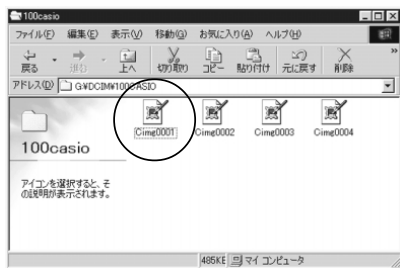 100casio
ファイル(F) 編集(E) 表示(V) 移動(G) お気に入り(A) ヘルプ(H)
戻る 進む 上へ 切り取り コピー 貼り付け 元に戻す 削除 »
アドレス(D) G:¥DCIM¥100CASIO
Cimg0001 Cimg0002 Cimg0003 Cimg0004
100casio
アイコンを選択すると、そ
の説明が表示されます。
485KB マイ コンピュータ